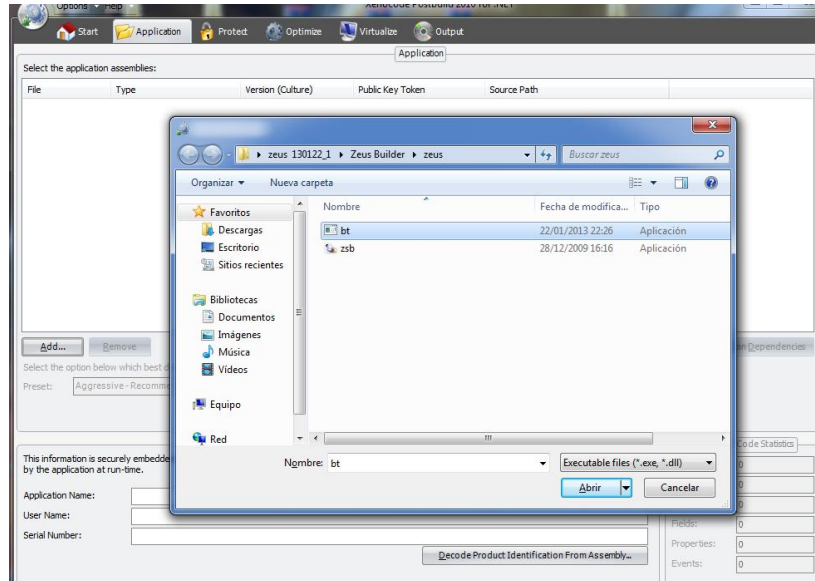 Options Help
Xenocode Postbuild 2010 for .NET
Start Application Protect Optimize Virtualize Output
Application
Select the application assemblies:
File Type Version (Culture) Public Key Token Source Path
zeus 130122_1 Zeus Builder zeus
Buscar zeus
Organizar Nueva carpeta
Favoritos
Descargas
Escritorio
Sitios recientes
Bibliotecas
Documentos
Imágenes
Música
Vídeos
Equipo
Red
Nombre Fecha de modifica... Tipo
bt 22/01/2013 22:26 Aplicación
zsb 28/12/2009 16:16 Aplicación
Nombre: bt
Executable files (*.exe, *.dll)
Abrir Cancelar
Add... Remove
Dependencies
Select the option below which best
Preset: Aggressive - Recomme
This information is securely embedde
by the application at run-time.
Application Name:
User Name:
Serial Number:
Decode Product Identification From Assembly...
Code Statistics
0
0
0
Fields: 0
Properties: 0
Events: 0